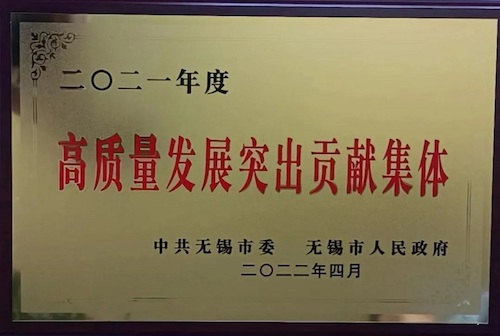 二〇二一年度
高质量发展突出贡献集体
中共无锡市委 无锡市人民政府
二〇二二年四月